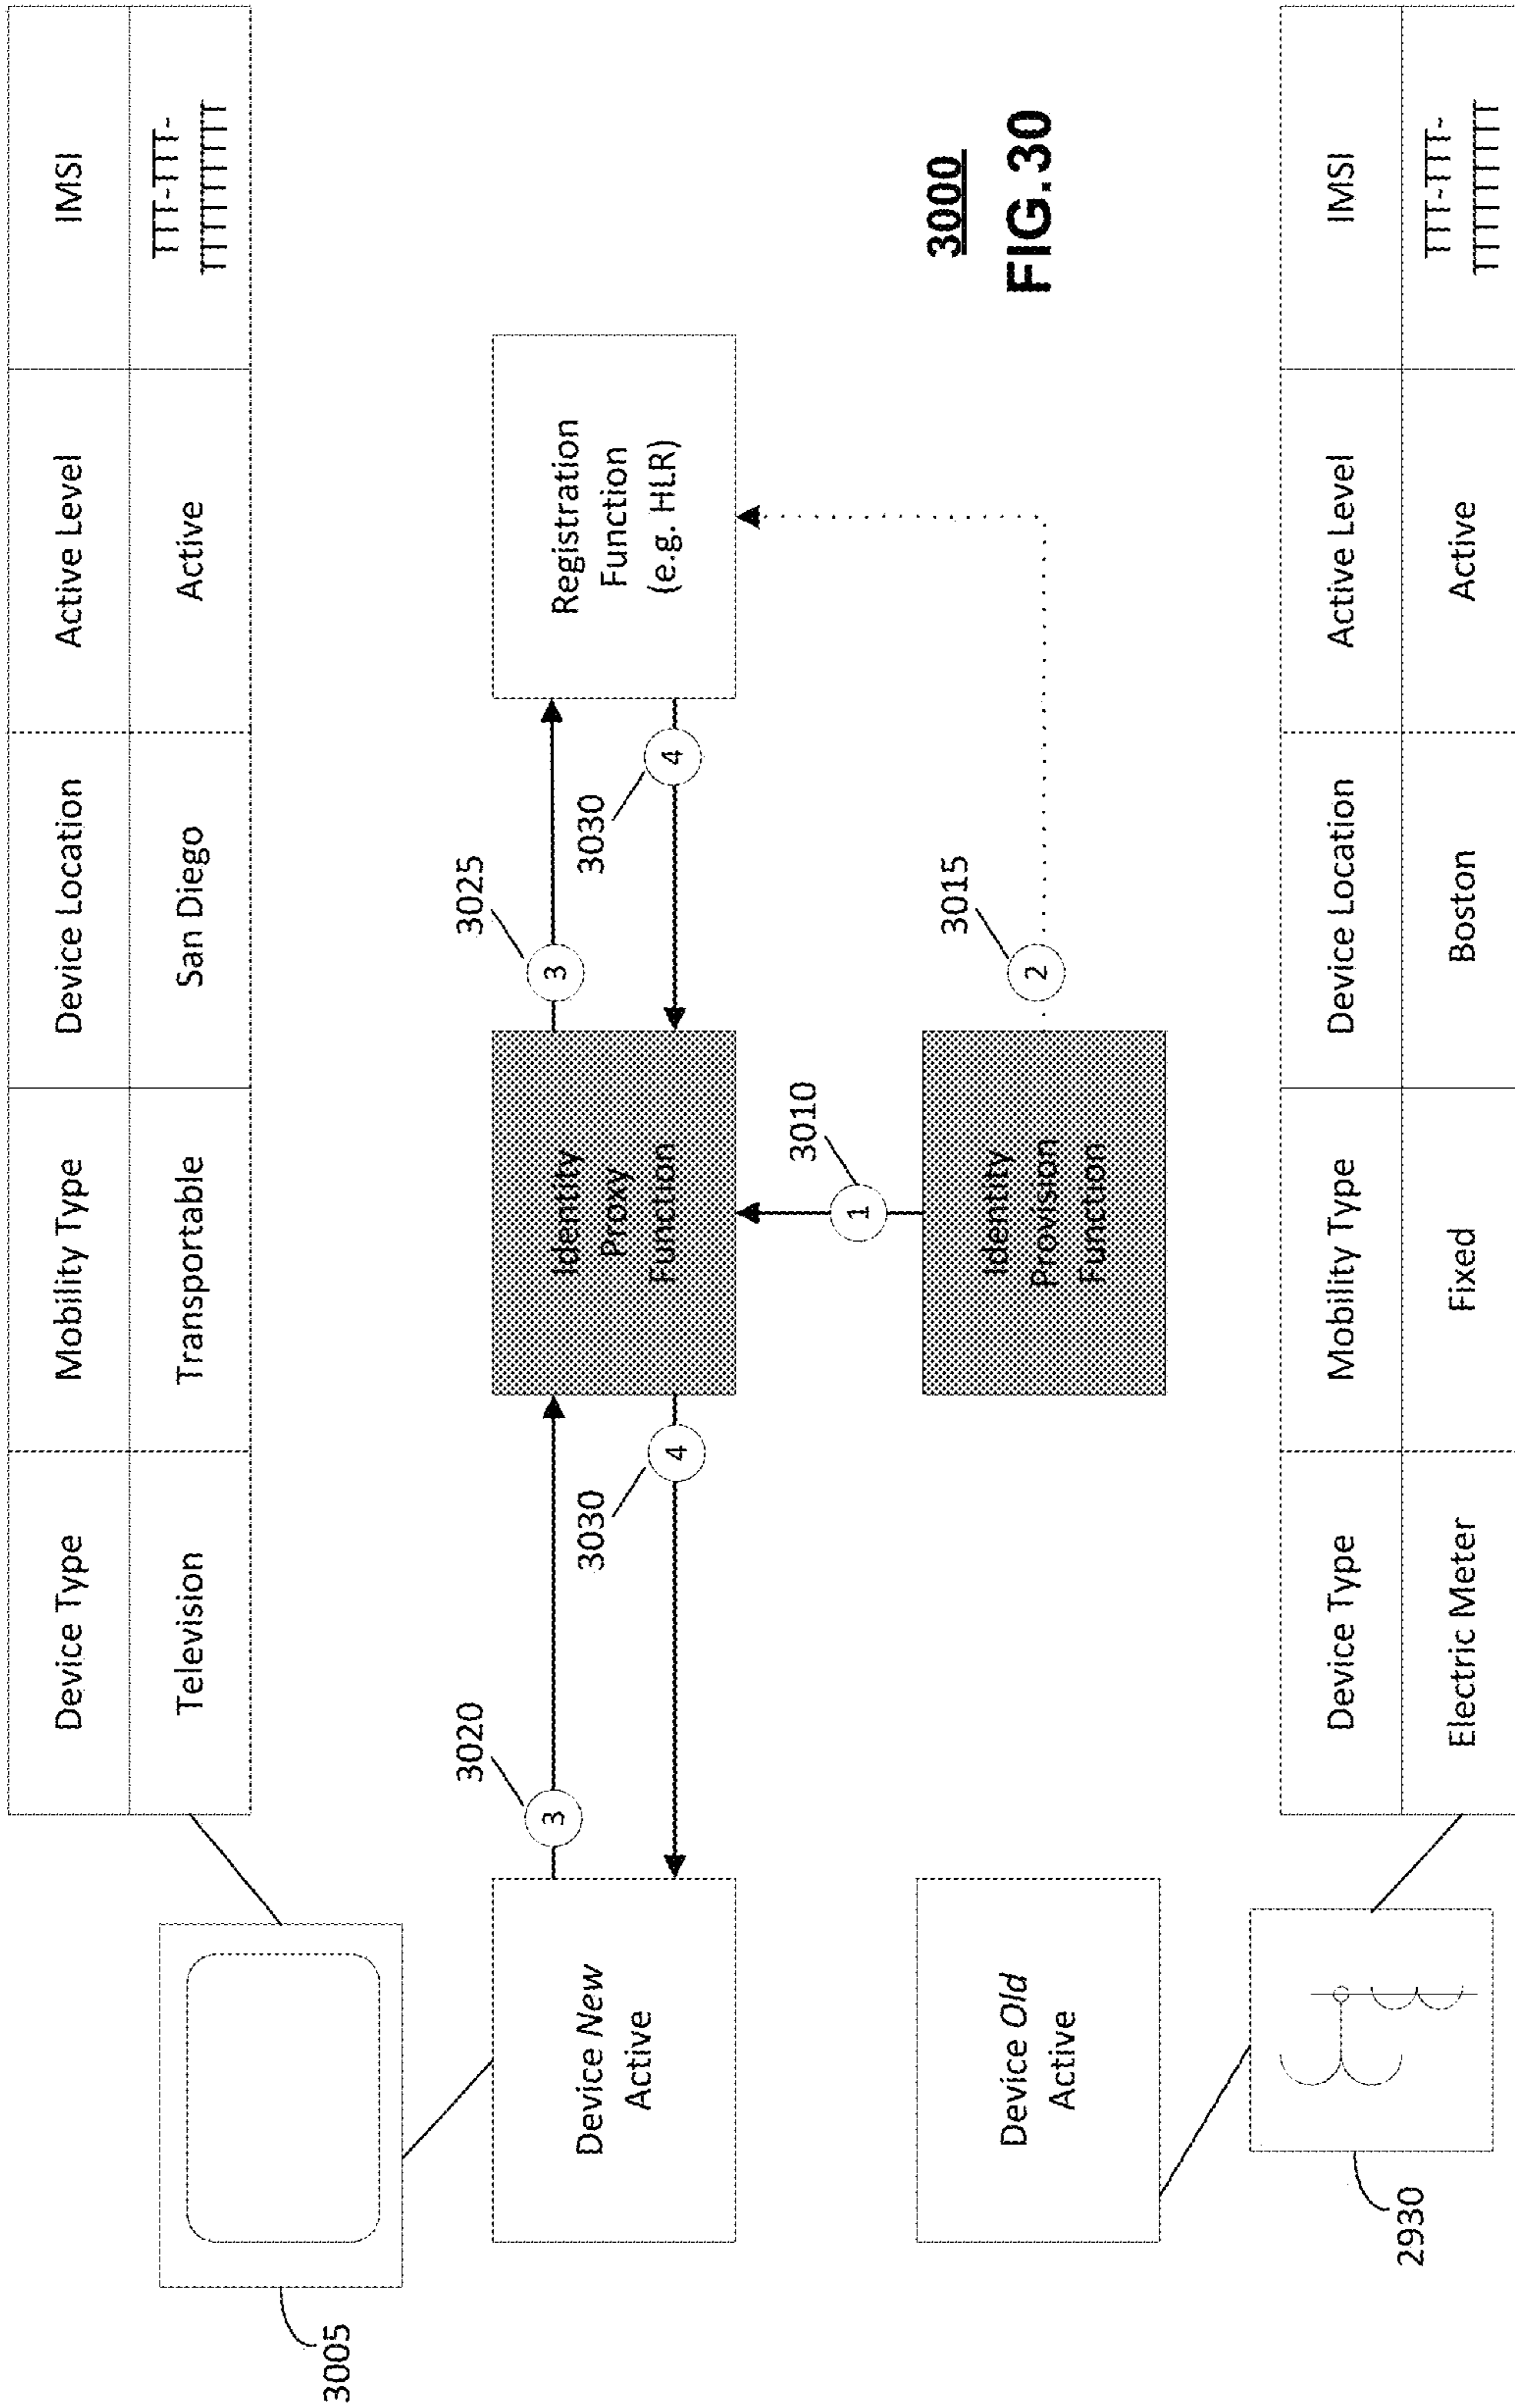 Device Type
Mobility Type
Device Location
Active Level
IMSI
Television
Transportable
San Diego
Active
TTT-TTT-
TTTTTTTTT
3005
Device New
Active
3020
3
3030
4
Identity
Proxy
Function
3025
3
3030
4
Registration
Function
(e.g. HLR)
3010
1
Device Old
Active
Identity
Provision
Function
3015
2
3000
FIG.30
2930
Device Type
Mobility Type
Device Location
Active Level
IMSI
Electric Meter
Fixed
Boston
Active
TTT-TTT-
TTTTTTTTT